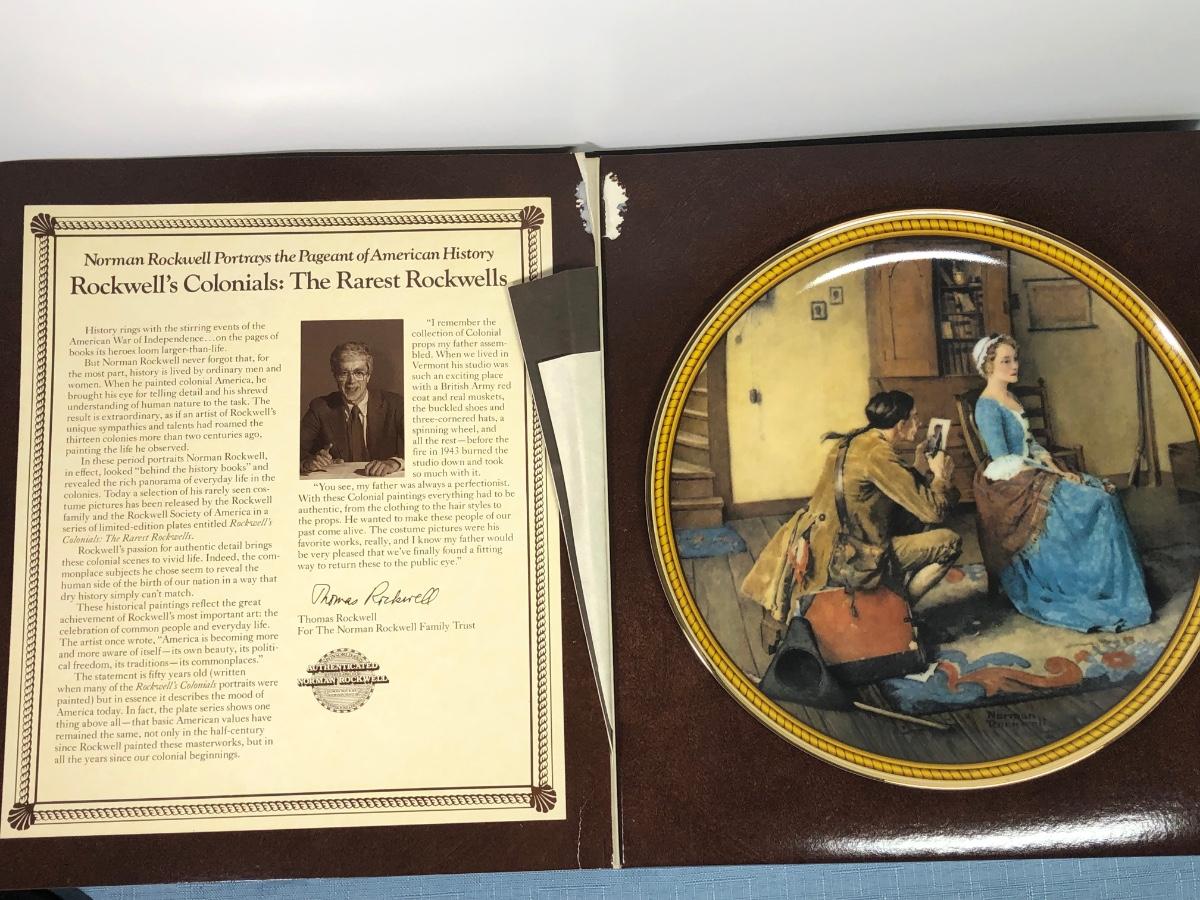 Norman Rockwell Portrays the Pageant of American History
Rockwell's Colonials: The Rarest Rockwells
History rings with the stirring events of the
American War of Independence...on the pages of
books its heroes loom larger-than-life.
But Norman Rockwell never forgot that, for
the most part, history is lived by ordinary men and
women. When he painted colonial America, he
brought his eye for telling detail and his shrewd
understanding of human nature to the task. The
result is extraordinary, as if an artist of Rockwell's
unique sympathies and talents had roamed the
thirteen colonies more than two centuries ago,
painting the life he observed.
In these period portraits Norman Rockwell,
in effect, looked "behind the history books" and
revealed the rich panorama of everyday life in the
colonies. Today a selection of his rarely seen cos-
tume pictures has been released by the Rockwell
family and the Rockwell Society of America in a
series of limited-edition plates entitled Rockwell's
Colonials: The Rarest Rockwells.
Rockwell's passion for authentic detail brings
these colonial scenes to vivid life. Indeed, the com-
monplace subjects he chose seem to reveal the
human side of the birth of our nation in a way that
dry history simply can't match.
These historical paintings reflect the great
achievement of Rockwell's most important art: the
celebration of common people and everyday life.
The artist once wrote, "America is becoming more
and more aware of itself—its own beauty, its politi-
cal freedom, its traditions—its commonplaces."
The statement is fifty years old (written
when many of the Rockwell's Colonials portraits were
painted) but in essence it describes the mood of
America today. In fact, the plate series shows one
thing above all—that basic American values have
remained the same, not only in the half-century
since Rockwell painted these masterworks, but in
all the years since our colonial beginnings.
"I remember the
collection of Colonial
props my father assem-
bled. When we lived in
Vermont his studio was
such an exciting place
with a British Army red
coat and real muskets,
the buckled shoes and
three-cornered hats, a
spinning wheel, and
all the rest—before the
fire in 1943 burned the
studio down and took
so much with it.
"You see, my father was always a perfectionist.
With these Colonial paintings everything had to be
authentic, from the clothing to the hair styles to
the props. He wanted to make these people of our
past come alive. The costume pictures were his
favorite works, really, and I know my father would
be very pleased that we've finally found a fitting
way to return these to the public eye."
Thomas Rockwell
Thomas Rockwell
For The Norman Rockwell Family Trust
AUTHENTICATED
NORMAN ROCKWELL
Norman
Rockwell